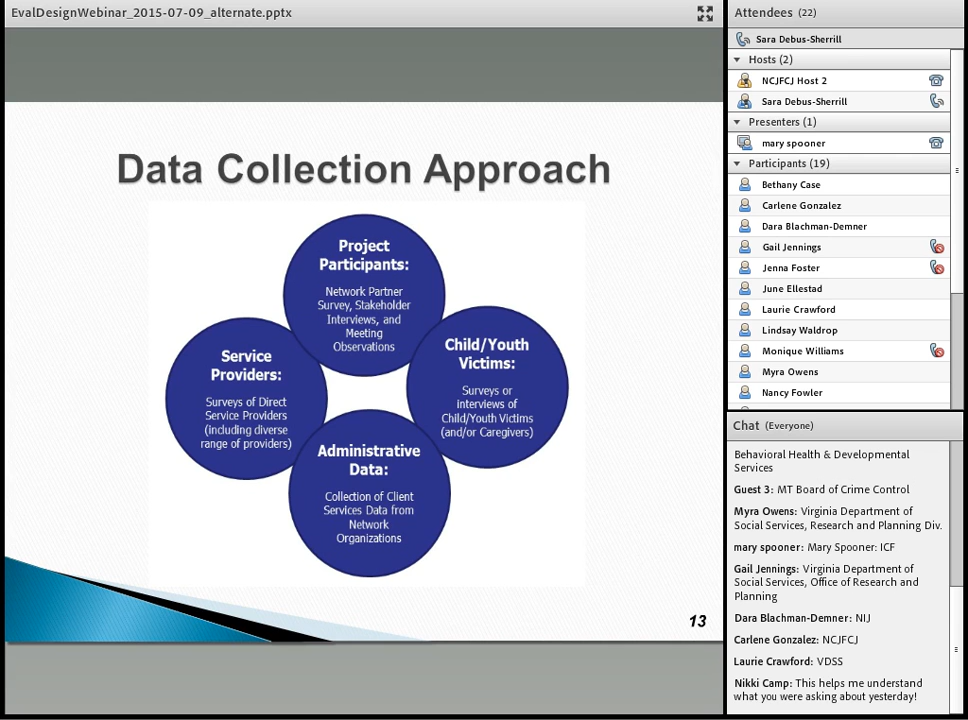 EvalDesignWebinar_2015-07-09_alternate.pptx
Data Collection Approach
Project
Participants:
Network Partner
Survey, Stakeholder
Interviews, and
Meeting
Observations
Service
Providers:
Surveys of Direct
Service Providers
(including diverse
range of providers)
Child/Youth
Victims:
Surveys or
interviews of
Child/Youth Victims
(and/or Caregivers)
Administrative
Data:
Collection of Client
Services Data from
Network
Organizations
13
Attendees (22)
Sara Debus-Sherrill
Hosts (2)
NCJFCJ Host 2
Sara Debus-Sherrill
Presenters (1)
mary spooner
Participants (19)
Bethany Case
Carlene Gonzalez
Dara Blachman-Demner
Gail Jennings
Jenna Foster
June Ellestad
Laurie Crawford
Lindsay Waldrop
Monique Williams
Myra Owens
Nancy Fowler
Chat (Everyone)
Behavioral Health & Developmental
Services
Guest 3: MT Board of Crime Control
Myra Owens: Virginia Department of
Social Services, Research and Planning Div.
mary spooner: Mary Spooner: ICF
Gail Jennings: Virginia Department of
Social Services, Office of Research and
Planning
Dara Blachman-Demner: NIJ
Carlene Gonzalez: NCJFCJ
Laurie Crawford: VDSS
Nikki Camp: This helps me understand
what you were asking about yesterday!